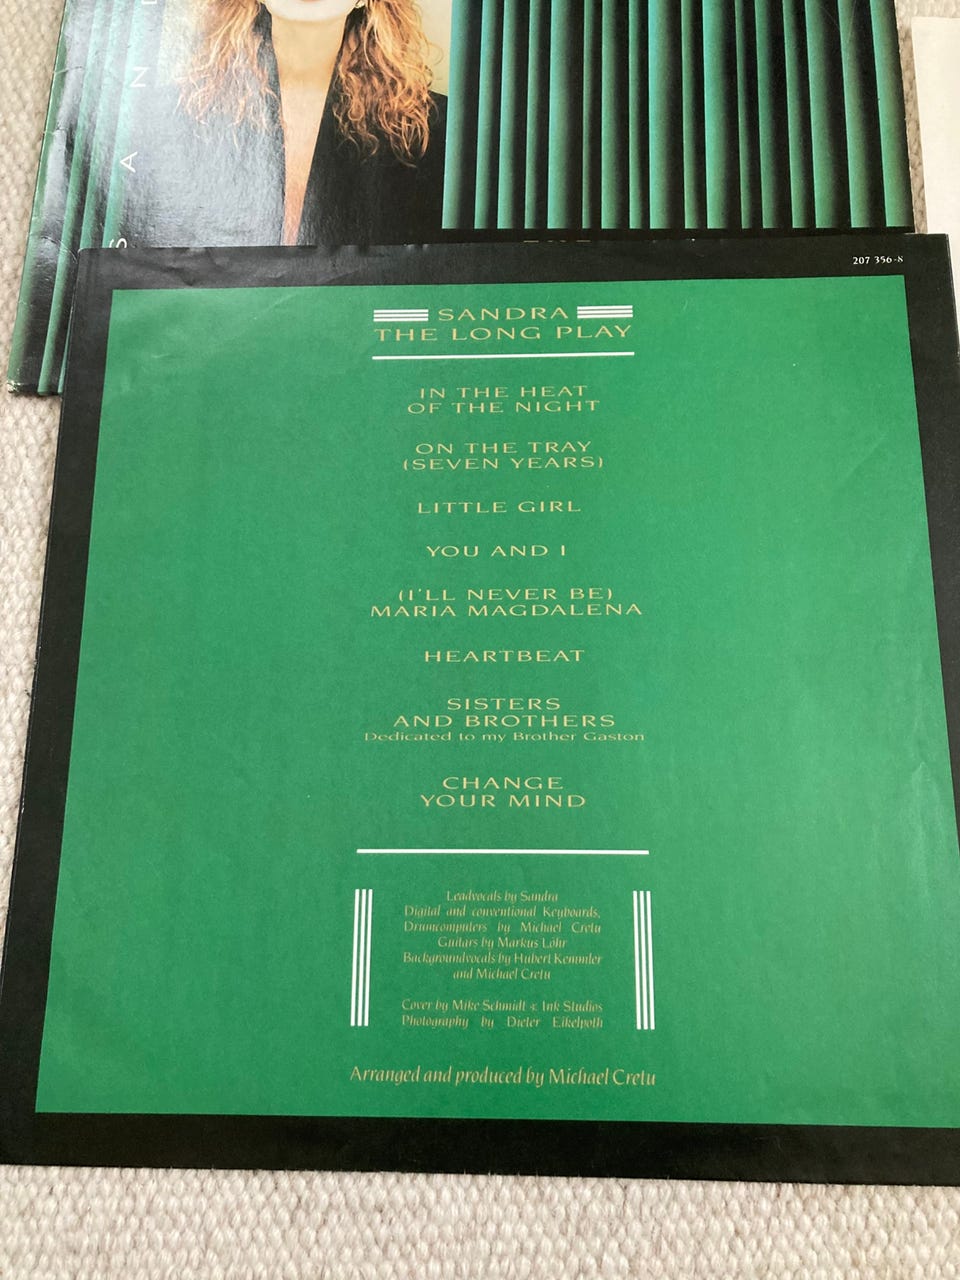 SAN
207 356-8
SANDRA
THE LONG PLAY
IN THE HEAT
OF THE NIGHT
ON THE TRAY
(SEVEN YEARS)
LITTLE GIRL
YOU AND I
(I'LL NEVER BE)
MARIA MAGDALENA
HEARTBEAT
SISTERS
AND BROTHERS
Dedicated to my Brother Gaston
CHANGE
YOUR MIND
Leadvocals by Sandra
Digital and conventional Keyboards,
Drumcomputers by Michael Cretu
Guitars by Markus Löhr
Backgroundvocals by Hubert Kemmler
and Michael Cretu
Cover by Mike Schmidt * Ink Studios
Photography by Dieter Eikelpoth
Arranged and produced by Michael Cretu